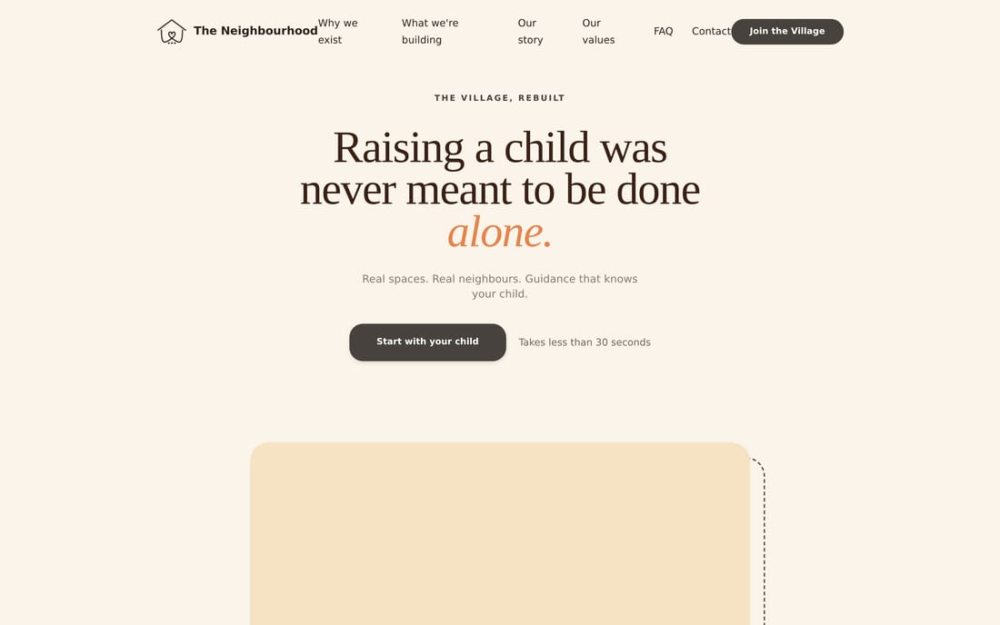 The Neighbourhood
Why we
exist
What we're
building
Our
story
Our
values
FAQ
Contact
Join the Village
THE VILLAGE, REBUILT
Raising a child was
never meant to be done
alone.
Real spaces. Real neighbours. Guidance that knows
your child.
Start with your child
Takes less than 30 seconds